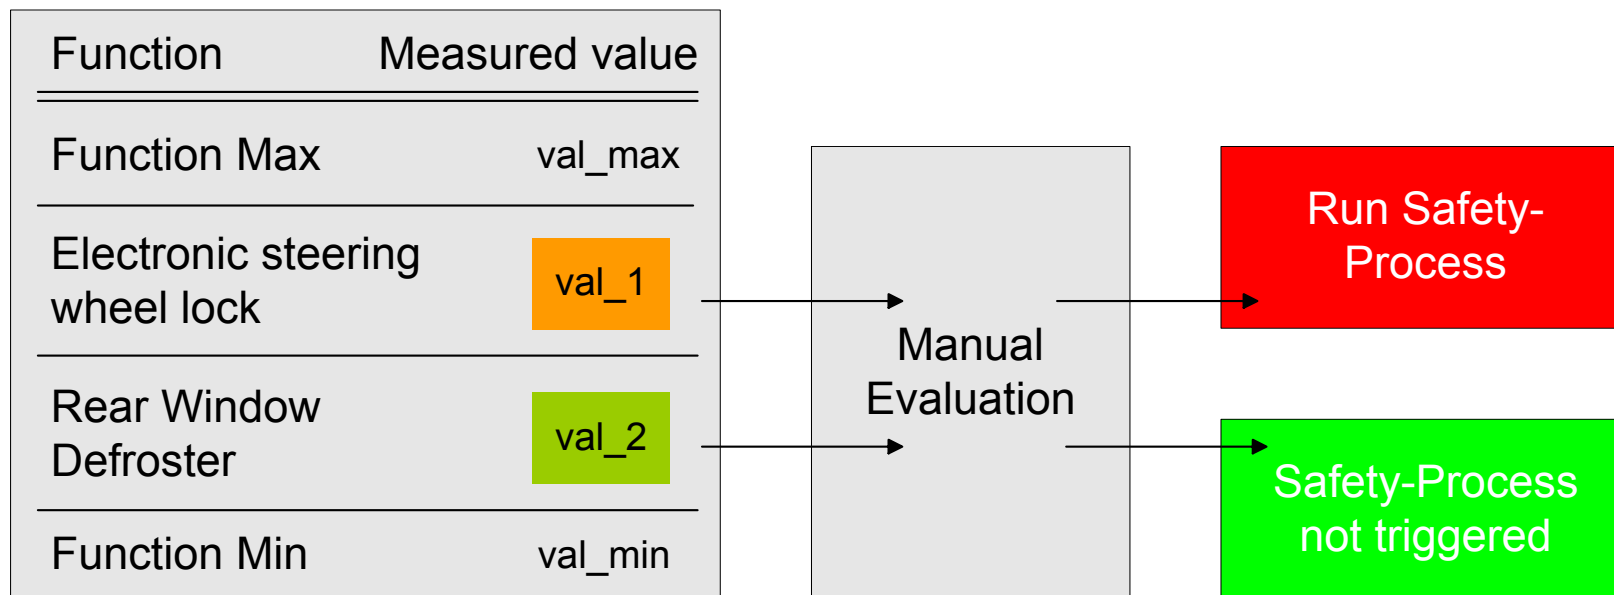 Function Measured value
Function Max val_max
Electronic steering
wheel lock
val_1
Rear Window
Defroster
val_2
Function Min val_min
Manual
Evaluation
Run Safety-
Process
Safety-Process
not triggered